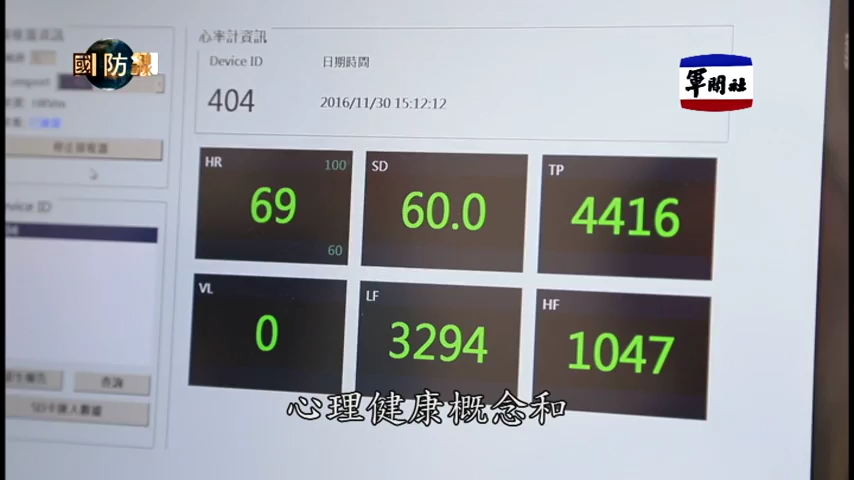 國防線
軍聞社
心率計資訊
Device ID
日期時間
404
2016/11/30 15:12:12
HR
100
69
60
SD
60.0
TP
4416
VL
0
LF
3294
HF
1047
Device ID
查詢
心理健康概念和